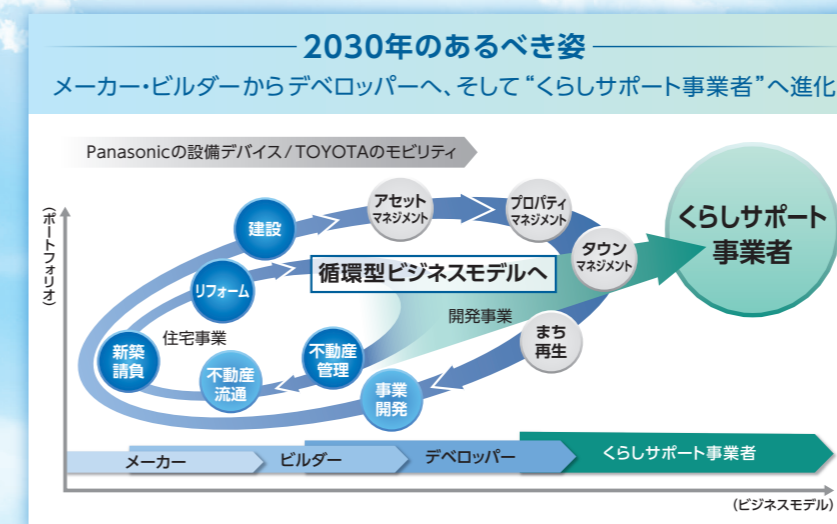 2030年のあるべき姿
メーカー・ビルダーからデベロッパーへ、そして“くらしサポート事業者”へ進化
Panasonicの設備デバイス/TOYOTAのモビリティ
(ポートフォリオ)
建設
アセット
マネジメント
プロパティ
マネジメント
タウン
マネジメント
くらしサポート
事業者
循環型ビジネスモデルへ
リフォーム
開発事業
住宅事業
まち
再生
新築
請負
不動産
流通
不動産
管理
事業
開発
メーカー
ビルダー
デベロッパー
くらしサポート事業者
(ビジネスモデル)